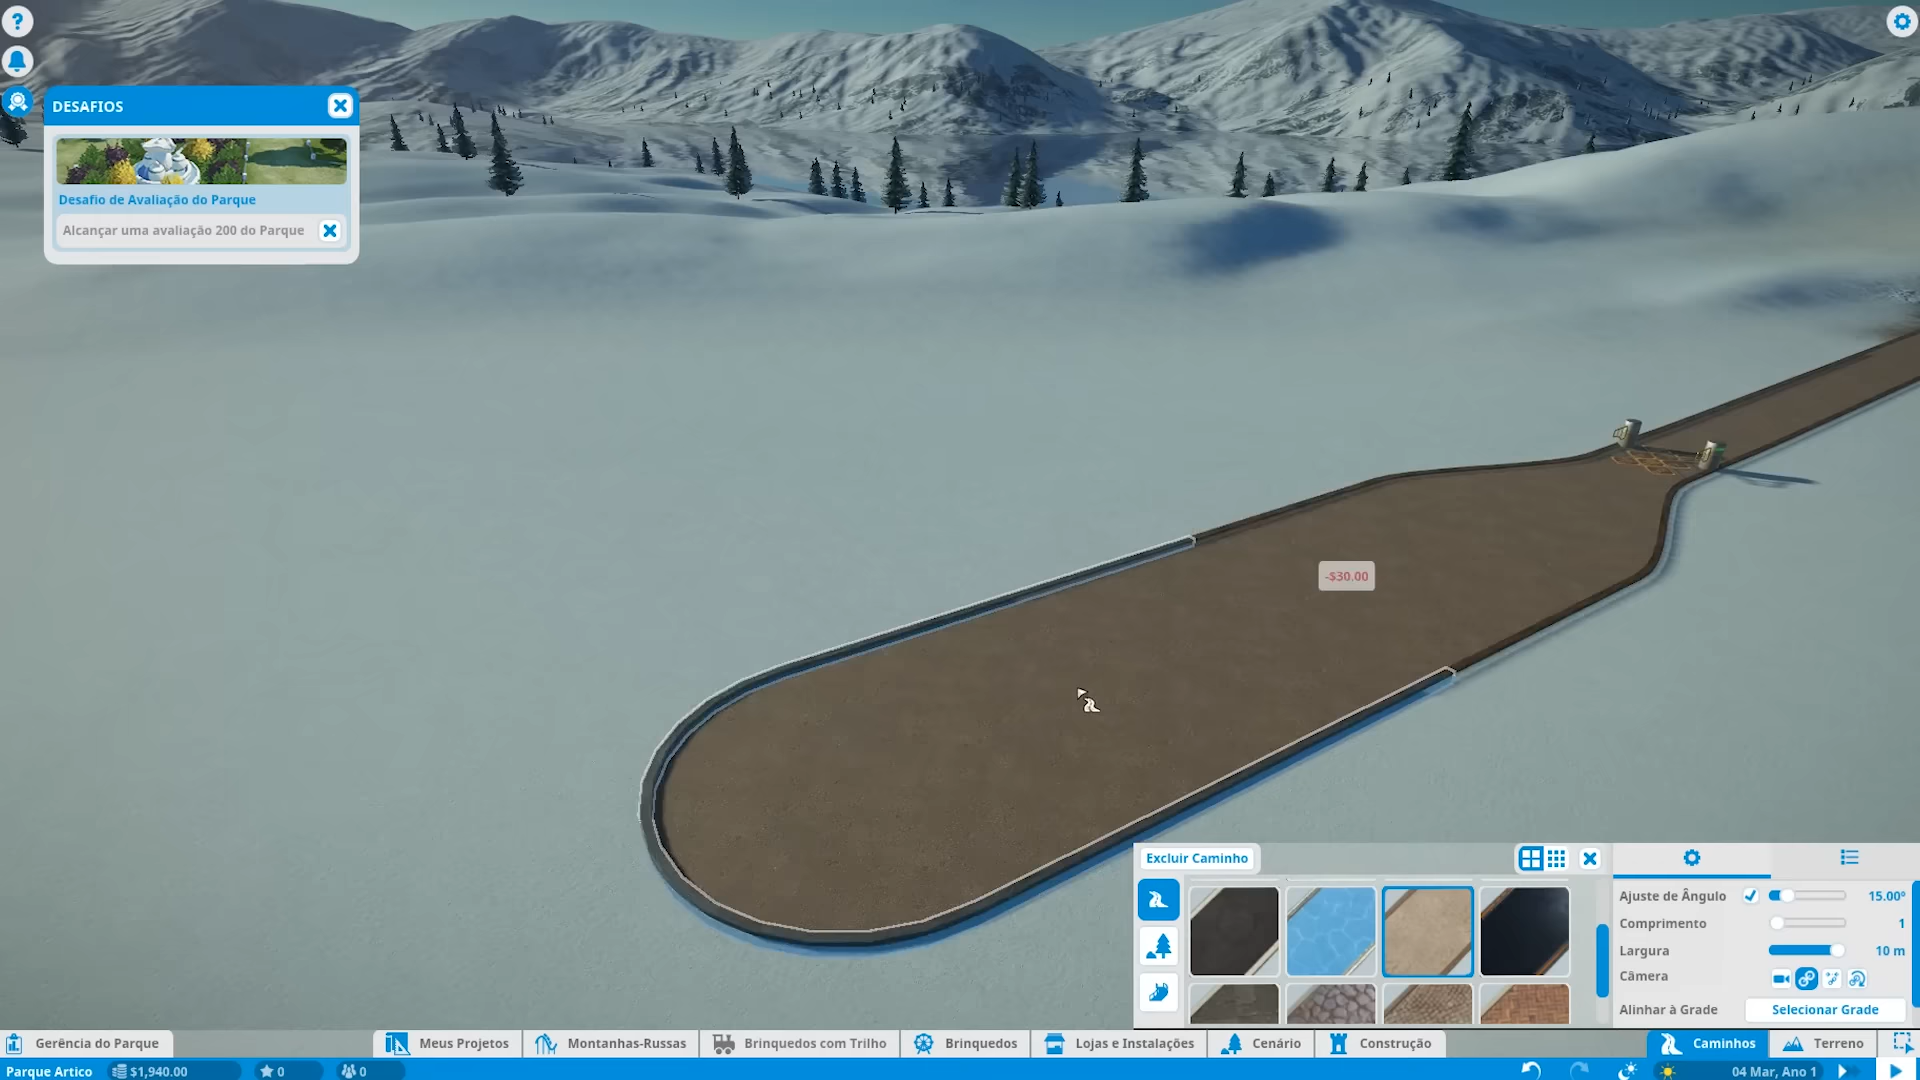 ?
DESAFIOS
Desafio de Avaliação do Parque
Alcançar uma avaliação 200 do Parque
-$30.00
Excluir Caminho
Ajuste de Ângulo 15.00º
Comprimento 1
Largura 10 m
Câmera
Alinhar à Grade Selecionar Grade
Gerência do Parque Meus Projetos Montanhas-Russas Brinquedos com Trilho Brinquedos Lojas e Instalações Cenário Construção Caminhos Terreno
Parque Artico $1,940.00 0 0 04 Mar, Ano 1